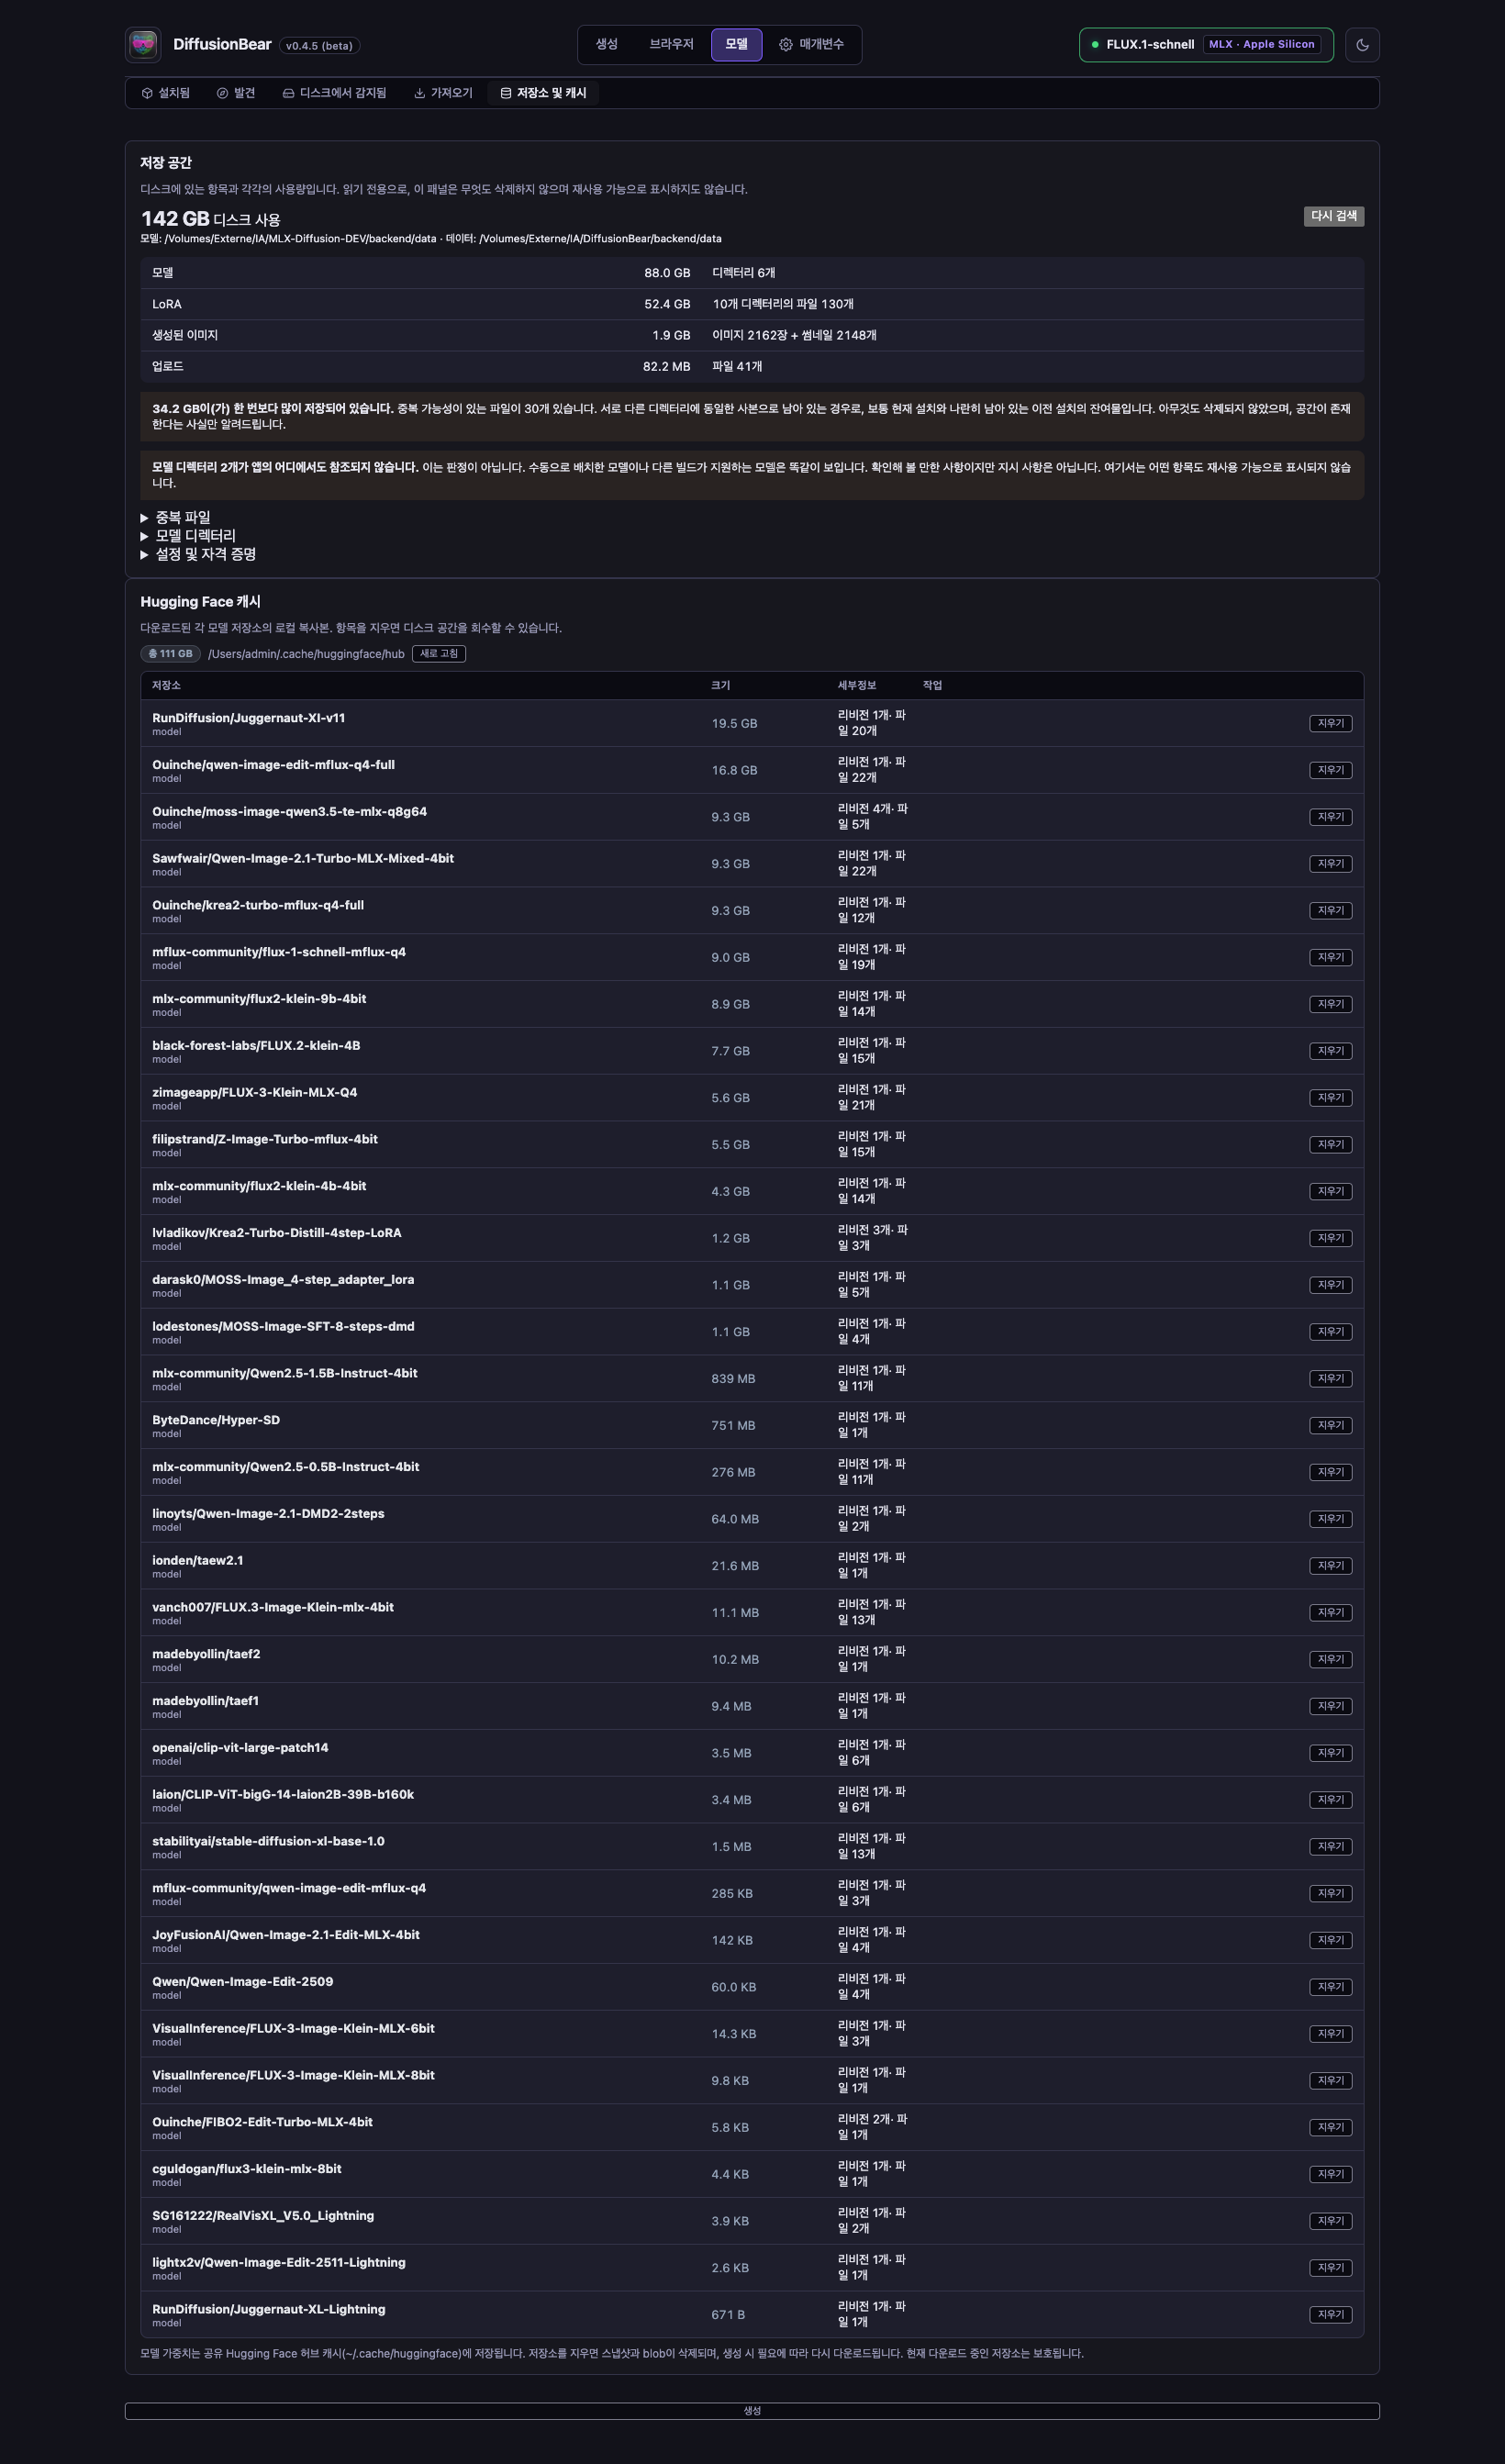 DiffusionBear v0.4.5 (beta)
생성 브라우저 모델 매개변수
FLUX.1-schnell MLX · Apple Silicon
설치됨 발견 디스크에서 감지됨 가져오기 저장소 및 캐시
저장 공간
디스크에 있는 항목과 각각의 사용량입니다. 읽기 전용으로, 이 패널은 무엇도 삭제하지 않으며 재사용 가능으로 표시하지도 않습니다.
142 GB 디스크 사용
다시 검색
모델: /Volumes/Externe/IA/MLX-Diffusion-DEV/backend/data · 데이터: /Volumes/Externe/IA/DiffusionBear/backend/data
모델 88.0 GB 디렉터리 6개
LoRA 52.4 GB 10개 디렉터리의 파일 130개
생성된 이미지 1.9 GB 이미지 2162장 + 썸네일 2148개
업로드 82.2 MB 파일 41개
34.2 GB이(가) 한 번보다 많이 저장되어 있습니다. 중복 가능성이 있는 파일이 30개 있습니다. 서로 다른 디렉터리에 동일한 사본으로 남아 있는 경우로, 보통 현재 설치와 나란히 남아 있는 이전 설치의 잔여물입니다. 아무것도 삭제되지 않았으며, 공간이 존재
한다는 사실만 알려드립니다.
모델 디렉터리 2개가 앱의 어디에서도 참조되지 않습니다. 이는 판정이 아닙니다. 수동으로 배치한 모델이나 다른 빌드가 지원하는 모델은 똑같이 보입니다. 확인해 볼 만한 사항이지만 지시 사항은 아닙니다. 여기서는 어떤 항목도 재사용 가능으로 표시되지 않습
니다.
중복 파일
모델 디렉터리
설정 및 자격 증명
Hugging Face 캐시
다운로드된 각 모델 저장소의 로컬 복사본. 항목을 지우면 디스크 공간을 회수할 수 있습니다.
총 111 GB /Users/admin/.cache/huggingface/hub 새로 고침
저장소 크기 세부정보 작업
RunDiffusion/Juggernaut-XI-v11
model
19.5 GB
리비전 1개· 파
일 20개
지우기
Ouinche/qwen-image-edit-mflux-q4-full
model
16.8 GB
리비전 1개· 파
일 22개
지우기
Ouinche/moss-image-qwen3.5-te-mlx-q8g64
model
9.3 GB
리비전 4개· 파
일 5개
지우기
Sawfwair/Qwen-Image-2.1-Turbo-MLX-Mixed-4bit
model
9.3 GB
리비전 1개· 파
일 22개
지우기
Ouinche/krea2-turbo-mflux-q4-full
model
9.3 GB
리비전 1개· 파
일 12개
지우기
mflux-community/flux-1-schnell-mflux-q4
model
9.0 GB
리비전 1개· 파
일 19개
지우기
mlx-community/flux2-klein-9b-4bit
model
8.9 GB
리비전 1개· 파
일 14개
지우기
black-forest-labs/FLUX.2-klein-4B
model
7.7 GB
리비전 1개· 파
일 15개
지우기
zimageapp/FLUX-3-Klein-MLX-Q4
model
5.6 GB
리비전 1개· 파
일 21개
지우기
filipstrand/Z-Image-Turbo-mflux-4bit
model
5.5 GB
리비전 1개· 파
일 15개
지우기
mlx-community/flux2-klein-4b-4bit
model
4.3 GB
리비전 1개· 파
일 14개
지우기
lvladikov/Krea2-Turbo-Distill-4step-LoRA
model
1.2 GB
리비전 3개· 파
일 3개
지우기
darask0/MOSS-Image_4-step_adapter_lora
model
1.1 GB
리비전 1개· 파
일 5개
지우기
lodestones/MOSS-Image-SFT-8-steps-dmd
model
1.1 GB
리비전 1개· 파
일 4개
지우기
mlx-community/Qwen2.5-1.5B-Instruct-4bit
model
839 MB
리비전 1개· 파
일 11개
지우기
ByteDance/Hyper-SD
model
751 MB
리비전 1개· 파
일 1개
지우기
mlx-community/Qwen2.5-0.5B-Instruct-4bit
model
276 MB
리비전 1개· 파
일 11개
지우기
linoyts/Qwen-Image-2.1-DMD2-2steps
model
64.0 MB
리비전 1개· 파
일 2개
지우기
ionden/taew2.1
model
21.6 MB
리비전 1개· 파
일 1개
지우기
vanch007/FLUX.3-Image-Klein-mlx-4bit
model
11.1 MB
리비전 1개· 파
일 13개
지우기
madebyollin/taef2
model
10.2 MB
리비전 1개· 파
일 1개
지우기
madebyollin/taef1
model
9.4 MB
리비전 1개· 파
일 1개
지우기
openai/clip-vit-large-patch14
model
3.5 MB
리비전 1개· 파
일 6개
지우기
laion/CLIP-ViT-bigG-14-laion2B-39B-b160k
model
3.4 MB
리비전 1개· 파
일 6개
지우기
stabilityai/stable-diffusion-xl-base-1.0
model
1.5 MB
리비전 1개· 파
일 13개
지우기
mflux-community/qwen-image-edit-mflux-q4
model
285 KB
리비전 1개· 파
일 3개
지우기
JoyFusionAI/Qwen-Image-2.1-Edit-MLX-4bit
model
142 KB
리비전 1개· 파
일 4개
지우기
Qwen/Qwen-Image-Edit-2509
model
60.0 KB
리비전 1개· 파
일 4개
지우기
VisualInference/FLUX-3-Image-Klein-MLX-6bit
model
14.3 KB
리비전 1개· 파
일 3개
지우기
VisualInference/FLUX-3-Image-Klein-MLX-8bit
model
9.8 KB
리비전 1개· 파
일 1개
지우기
Ouinche/FIBO2-Edit-Turbo-MLX-4bit
model
5.8 KB
리비전 2개· 파
일 1개
지우기
cguldogan/flux3-klein-mlx-8bit
model
4.4 KB
리비전 1개· 파
일 1개
지우기
SG161222/RealVisXL_V5.0_Lightning
model
3.9 KB
리비전 1개· 파
일 2개
지우기
lightx2v/Qwen-Image-Edit-2511-Lightning
model
2.6 KB
리비전 1개· 파
일 1개
지우기
RunDiffusion/Juggernaut-XL-Lightning
model
671 B
리비전 1개· 파
일 1개
지우기
모델 가중치는 공유 Hugging Face 허브 캐시(~/.cache/huggingface)에 저장됩니다. 저장소를 지우면 스냅샷과 blob이 삭제되며, 생성 시 필요에 따라 다시 다운로드됩니다. 현재 다운로드 중인 저장소는 보호됩니다.
생성